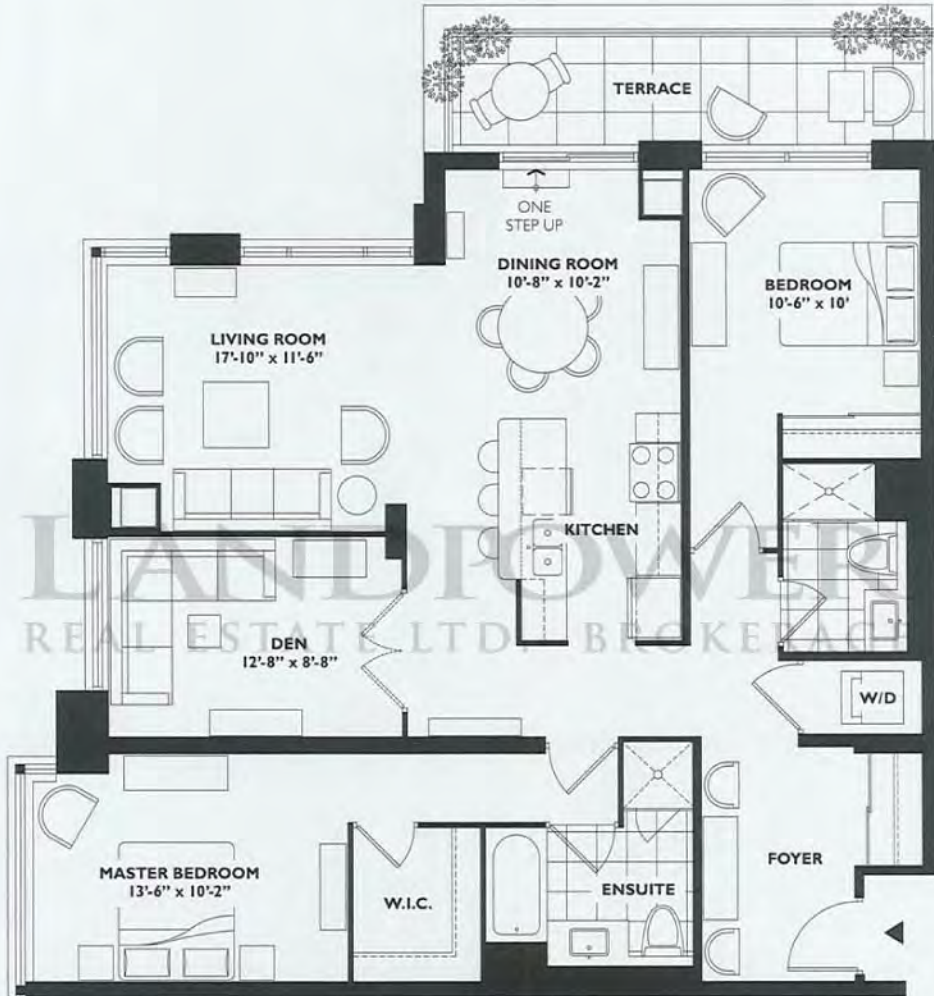 TERRACE
ONE
STEP UP
DINING ROOM
10'-8" x 10'-2"
BEDROOM
10'-6" x 10'
LIVING ROOM
17'-10" x 11'-6"
KITCHEN
LANDPOWER
REAL ESTATE LTD. BROKERAGE
DEN
12'-8" x 8'-8"
W/D
MASTER BEDROOM
13'-6" x 10'-2"
W.I.C.
ENSUITE
FOYER